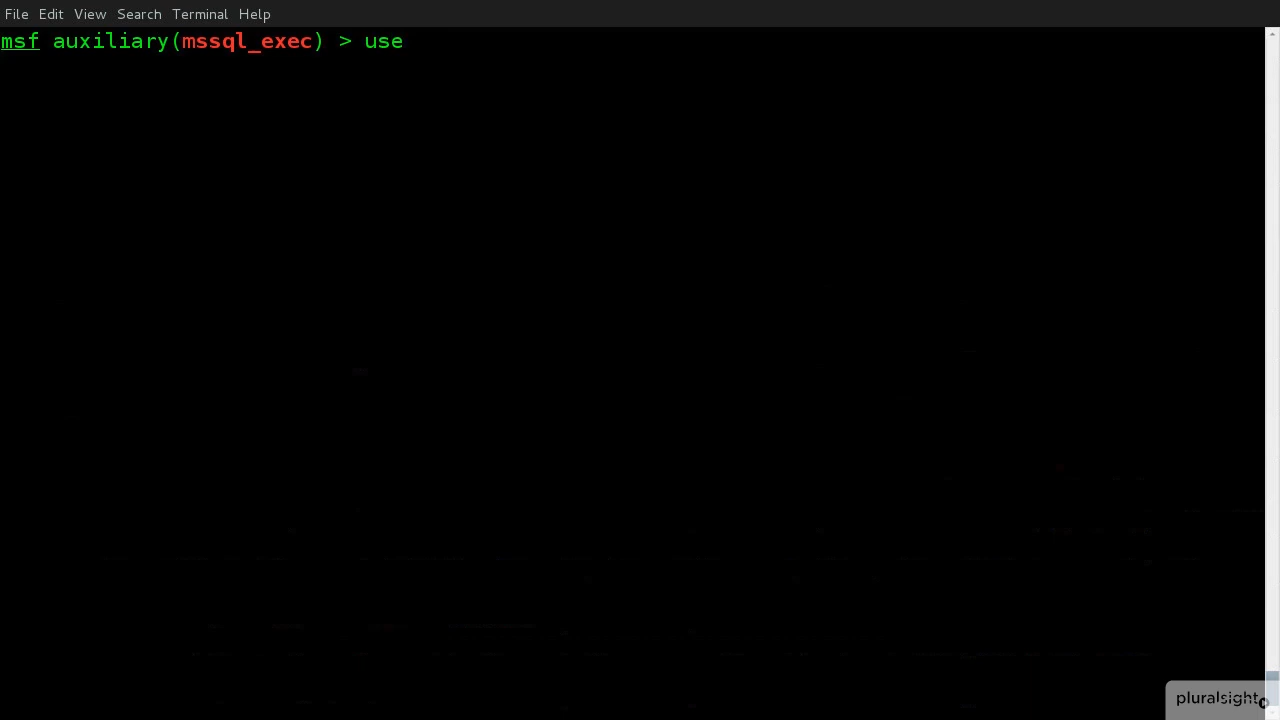 File Edit View Search Terminal Help
msf auxiliary(mssql_exec) > use
pluralsight